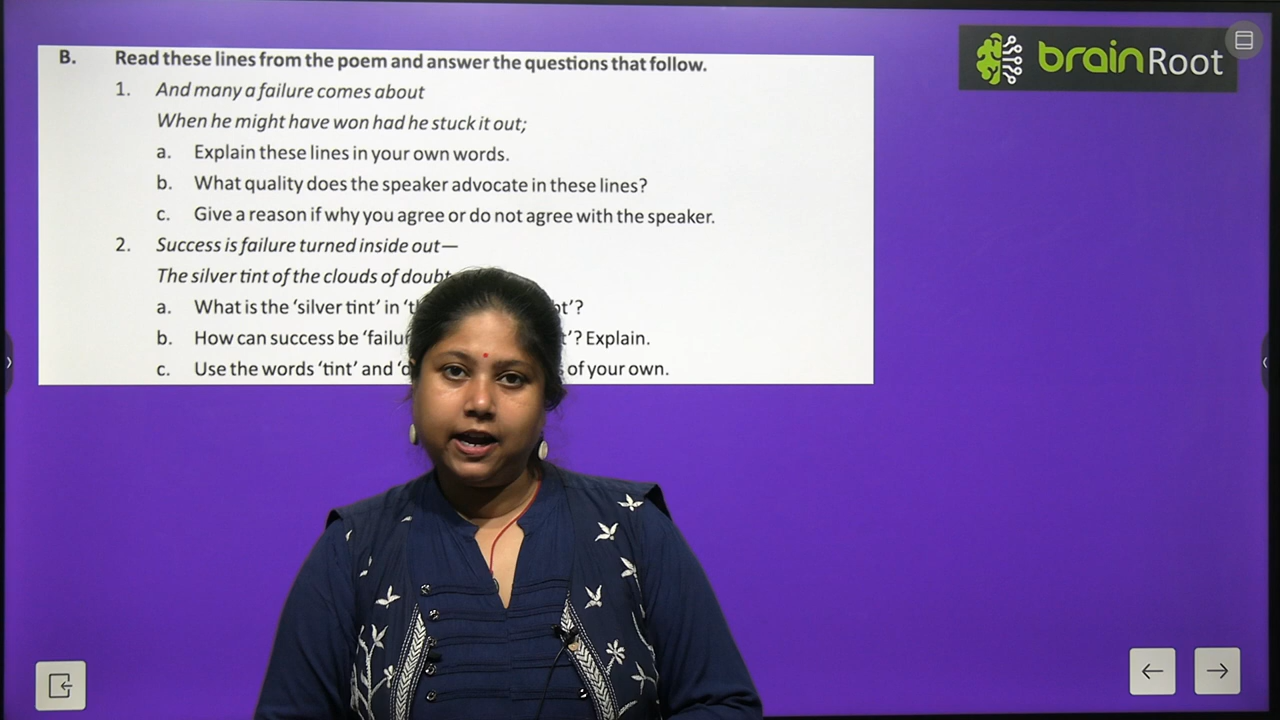 B. Read these lines from the poem and answer the questions that follow.
1. And many a failure comes about
When he might have won had he stuck it out;
a. Explain these lines in your own words.
b. What quality does the speaker advocate in these lines?
c. Give a reason if why you agree or do not agree with the speaker.
2. Success is failure turned inside out—
The silver tint of the clouds of doubt
a. What is the 'silver tint' in
b. How can success be ? Explain.
c. Use the words 'tint' and of your own.
brainRoot